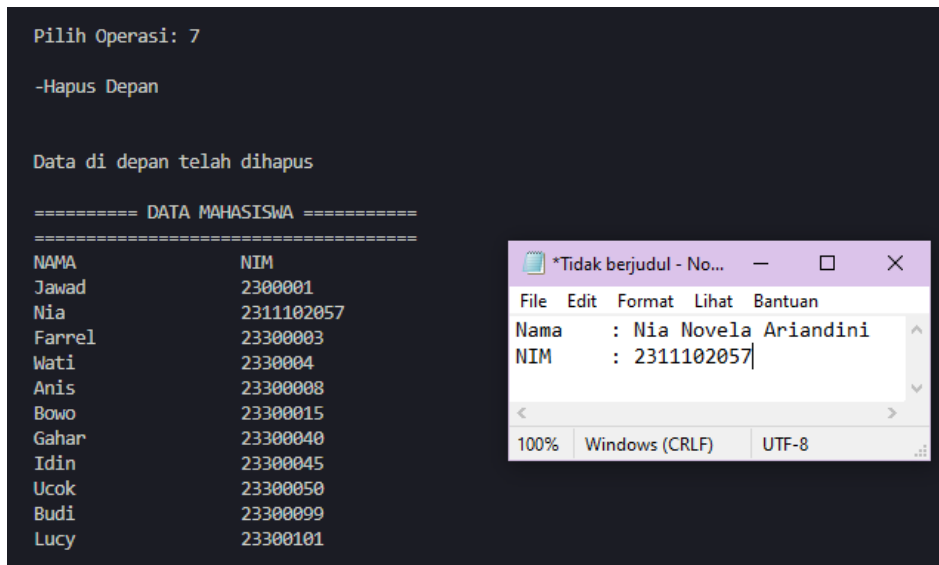 Pilih Operasi: 7
-Hapus Depan
Data di depan telah dihapus
========== DATA MAHASISWA ===========
=====================================
NAMA NIM
Jawad 2300001
Nia 2311102057
Farrel 23300003
Wati 2330004
Anis 23300008
Bowo 23300015
Gahar 23300040
Idin 23300045
Ucok 23300050
Budi 23300099
Lucy 23300101
*Tidak berjudul - No...
File Edit Format Lihat Bantuan
Nama : Nia Novela Ariandini
NIM : 2311102057
100% Windows (CRLF) UTF-8